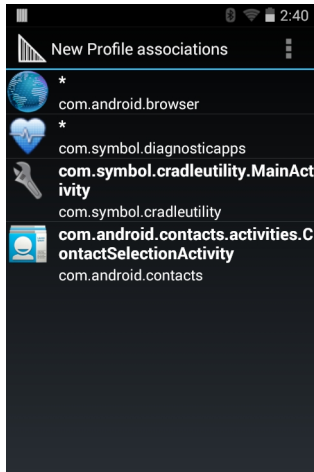 2:40
New Profile associations
*
com.android.browser
*
com.symbol.diagnosticapps
com.symbol.cradleutility.MainAct
ivity
com.symbol.cradleutility
com.android.contacts.activities.C
ontactSelectionActivity
com.android.contacts